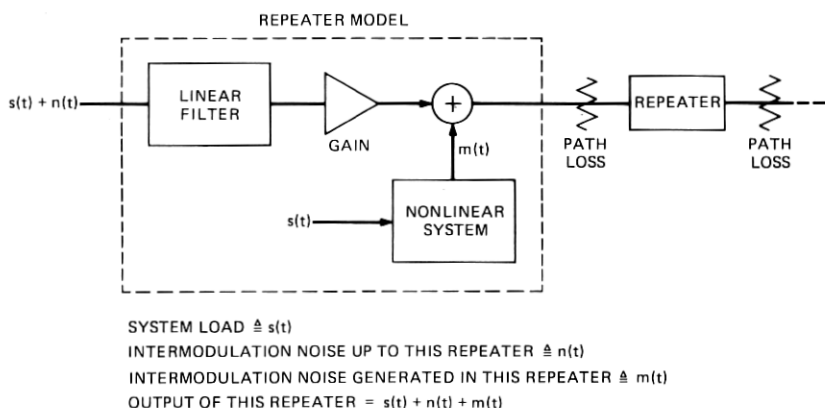 REPEATER MODEL
s(t) + n(t)
LINEAR
FILTER
GAIN
+
m(t)
s(t)
NONLINEAR
SYSTEM
PATH
LOSS
REPEATER
PATH
LOSS
SYSTEM LOAD ≜ s(t)
INTERMODULATION NOISE UP TO THIS REPEATER ≜ n(t)
INTERMODULATION NOISE GENERATED IN THIS REPEATER ≜ m(t)
OUTPUT OF THIS REPEATER = s(t) + n(t) + m(t)